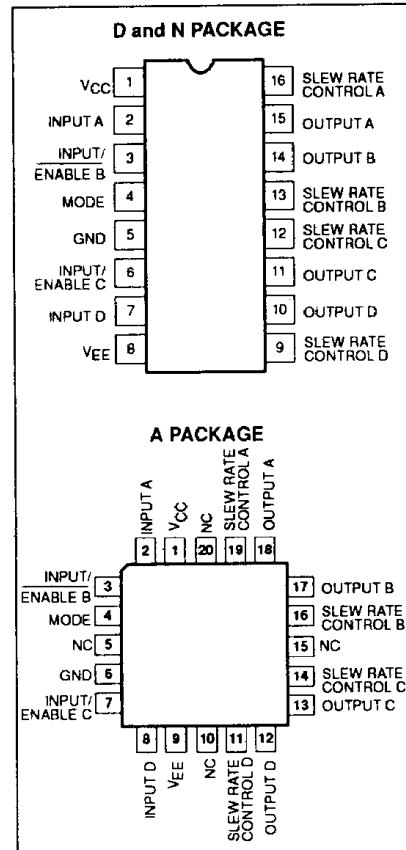 D and N PACKAGE
VCC 1
INPUT A 2
INPUT/
ENABLE B 3
MODE 4
GND 5
INPUT/
ENABLE C 6
INPUT D 7
VEE 8
16 SLEW RATE
CONTROL A
15 OUTPUT A
14 OUTPUT B
13 SLEW RATE
CONTROL B
12 SLEW RATE
CONTROL C
11 OUTPUT C
10 OUTPUT D
9 SLEW RATE
CONTROL D
A PACKAGE
INPUT A
VCC
NC
SLEW RATE
CONTROL A
OUTPUT A
2 1 20 19 18
INPUT/
ENABLE B 3
MODE 4
NC 5
GND 6
INPUT/
ENABLE C 7
17 OUTPUT B
16 SLEW RATE
CONTROL B
15 NC
14 SLEW RATE
CONTROL C
13 OUTPUT C
8 9 10 11 12
INPUT D
VEE
NC
SLEW RATE
CONTROL D
OUTPUT D